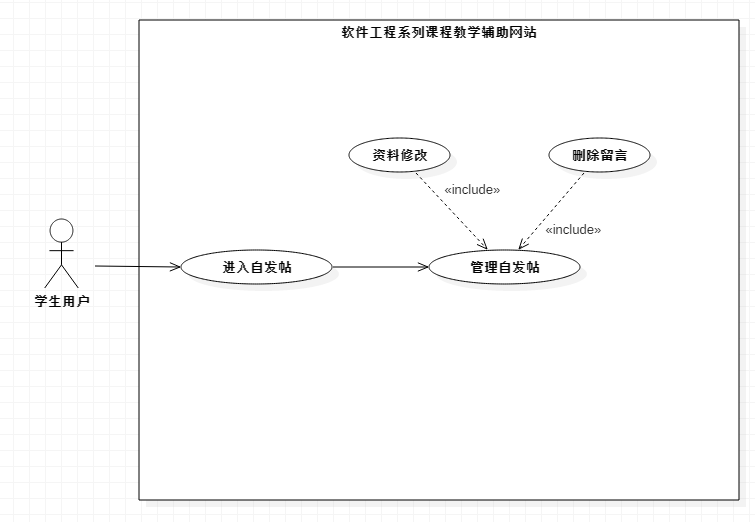 软件工程系列课程教学辅助网站
资料修改
删除留言
«include»
«include»
进入自发帖
管理自发帖
学生用户